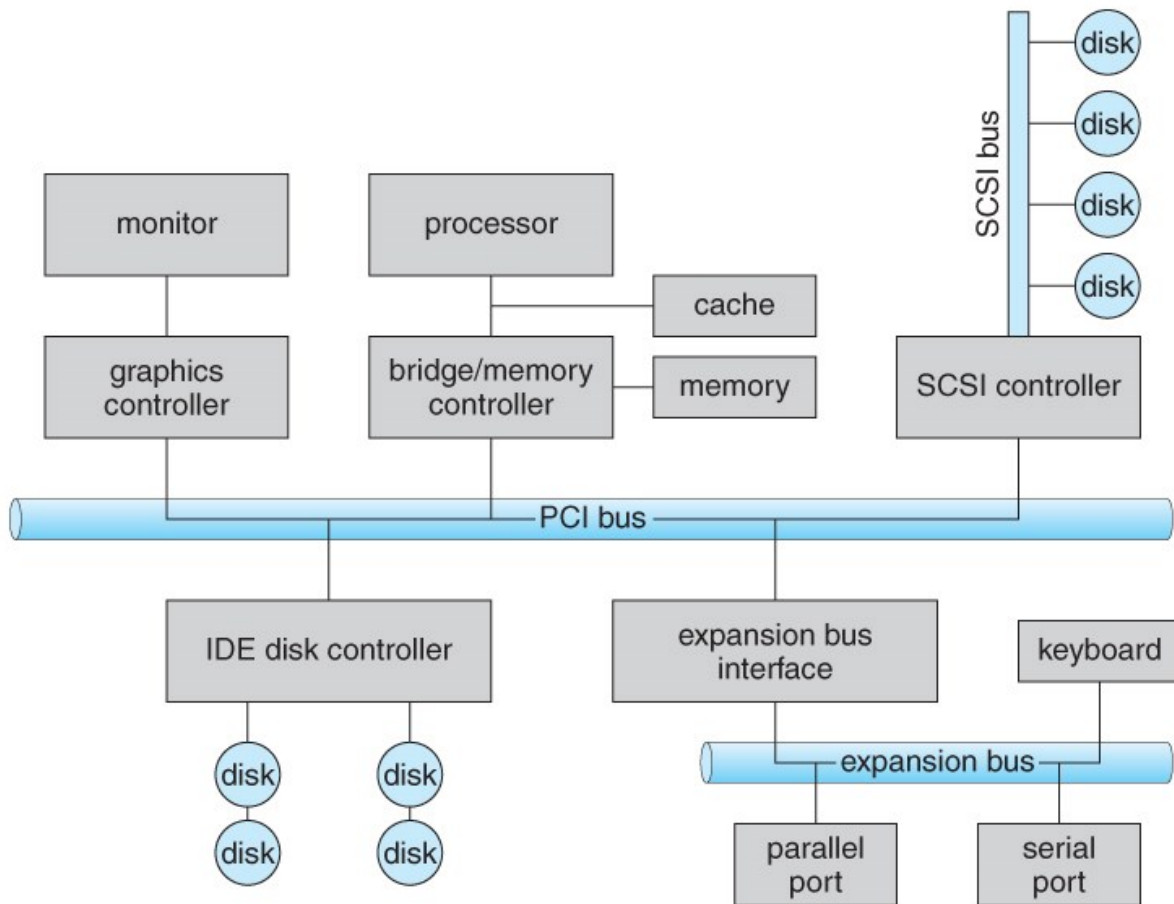 disk
disk
disk
disk
SCSI bus
monitor
processor
cache
graphics
controller
bridge/memory
controller
memory
SCSI controller
PCI bus
IDE disk controller
expansion bus
interface
keyboard
disk
disk
disk
disk
expansion bus
parallel
port
serial
port